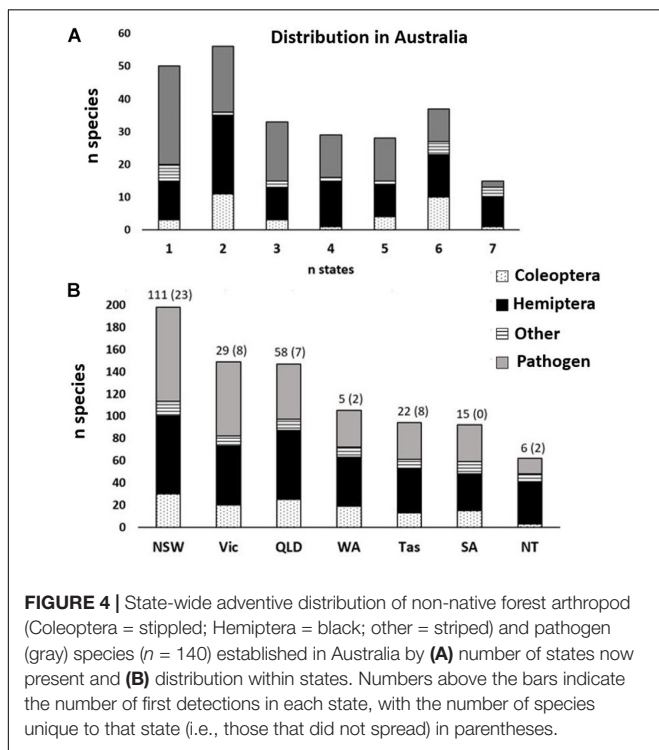 A
Distribution in Australia
n species
60
50
40
30
20
10
0
1 2 3 4 5 6 7
n states
Coleoptera
Hemiptera
Other
Pathogen
B
n species
200
180
160
140
120
100
80
60
40
20
0
111 (23)
29 (8)
58 (7)
5 (2)
22 (8)
15 (0)
6 (2)
NSW Vic QLD WA Tas SA NT
FIGURE 4 | State-wide adventive distribution of non-native forest arthropod
(Coleoptera = stippled; Hemiptera = black; other = striped) and pathogen
(gray) species (n = 140) established in Australia by (A) number of states now
present and (B) distribution within states. Numbers above the bars indicate
the number of first detections in each state, with the number of species
unique to that state (i.e., those that did not spread) in parentheses.